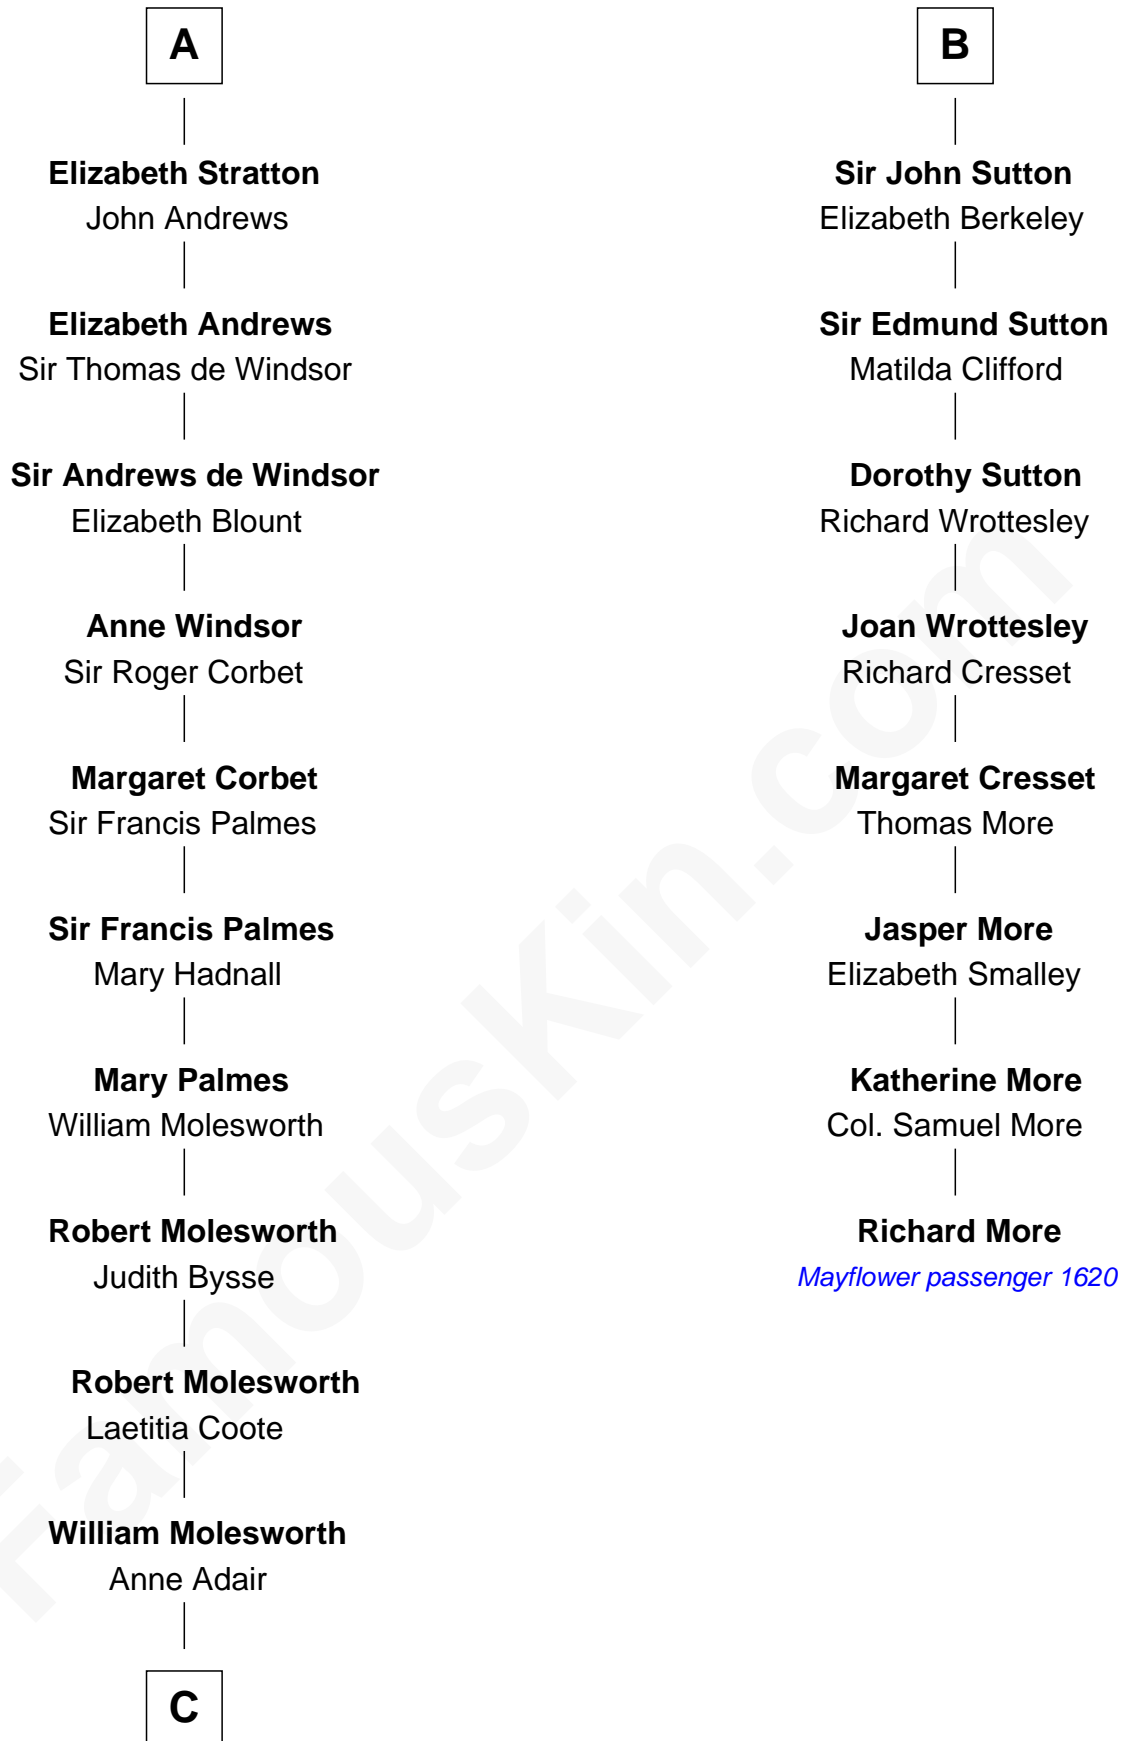 A
Elizabeth Stratton
John Andrews
Elizabeth Andrews
Sir Thomas de Windsor
Sir Andrews de Windsor
Elizabeth Blount
Anne Windsor
Sir Roger Corbet
Margaret Corbet
Sir Francis Palmes
Sir Francis Palmes
Mary Hadnall
Mary Palmes
William Molesworth
Robert Molesworth
Judith Bysse
Robert Molesworth
Laetitia Coote
William Molesworth
Anne Adair
C
B
Sir John Sutton
Elizabeth Berkeley
Sir Edmund Sutton
Matilda Clifford
Dorothy Sutton
Richard Wrottesley
Joan Wrottesley
Richard Cresset
Margaret Cresset
Thomas More
Jasper More
Elizabeth Smalley
Katherine More
Col. Samuel More
Richard More
Mayflower passenger 1620
FamousKin.com